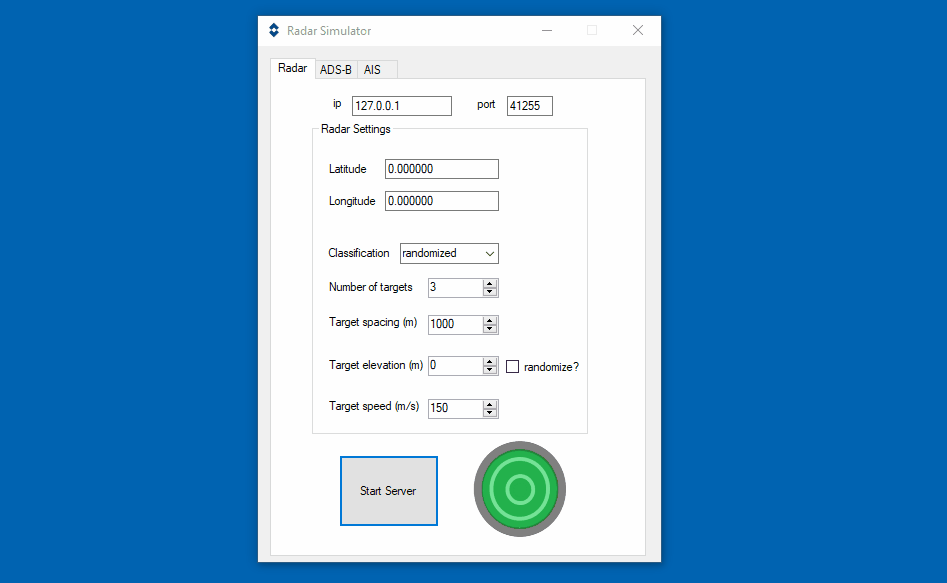 Radar Simulator
Radar ADS-B AIS
ip 127.0.0.1 port 41255
Radar Settings
Latitude 0.000000
Longitude 0.000000
Classification randomized
Number of targets 3
Target spacing (m) 1000
Target elevation (m) 0 randomize?
Target speed (m/s) 150
Start Server